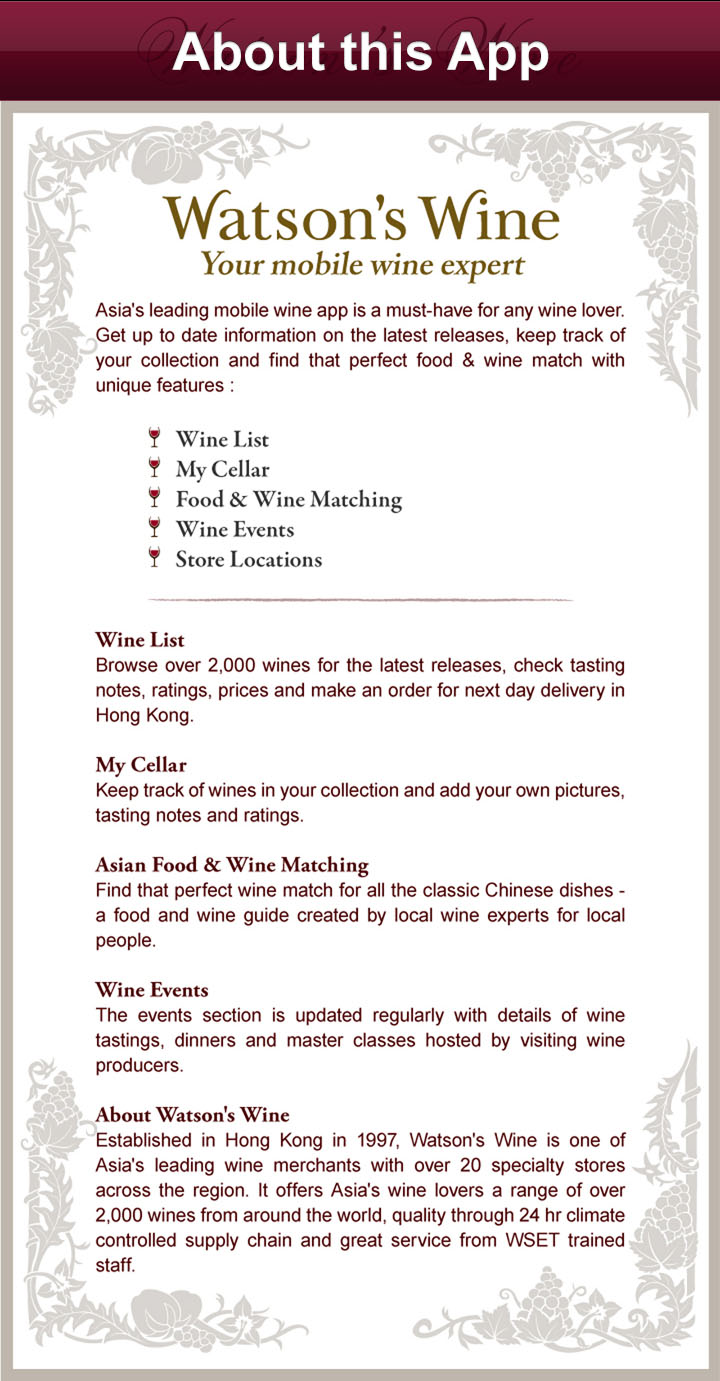 About this App
Watson's Wine
Your mobile wine expert
Asia's leading mobile wine app is a must-have for any wine lover.
Get up to date information on the latest releases, keep track of
your collection and find that perfect food & wine match with
unique features :
Wine List
My Cellar
Food & Wine Matching
Wine Events
Store Locations
Wine List
Browse over 2,000 wines for the latest releases, check tasting
notes, ratings, prices and make an order for next day delivery in
Hong Kong.
My Cellar
Keep track of wines in your collection and add your own pictures,
tasting notes and ratings.
Asian Food & Wine Matching
Find that perfect wine match for all the classic Chinese dishes -
a food and wine guide created by local wine experts for local
people.
Wine Events
The events section is updated regularly with details of wine
tastings, dinners and master classes hosted by visiting wine
producers.
About Watson's Wine
Established in Hong Kong in 1997, Watson's Wine is one of
Asia's leading wine merchants with over 20 specialty stores
across the region. It offers Asia's wine lovers a range of over
2,000 wines from around the world, quality through 24 hr climate
controlled supply chain and great service from WSET trained
staff.